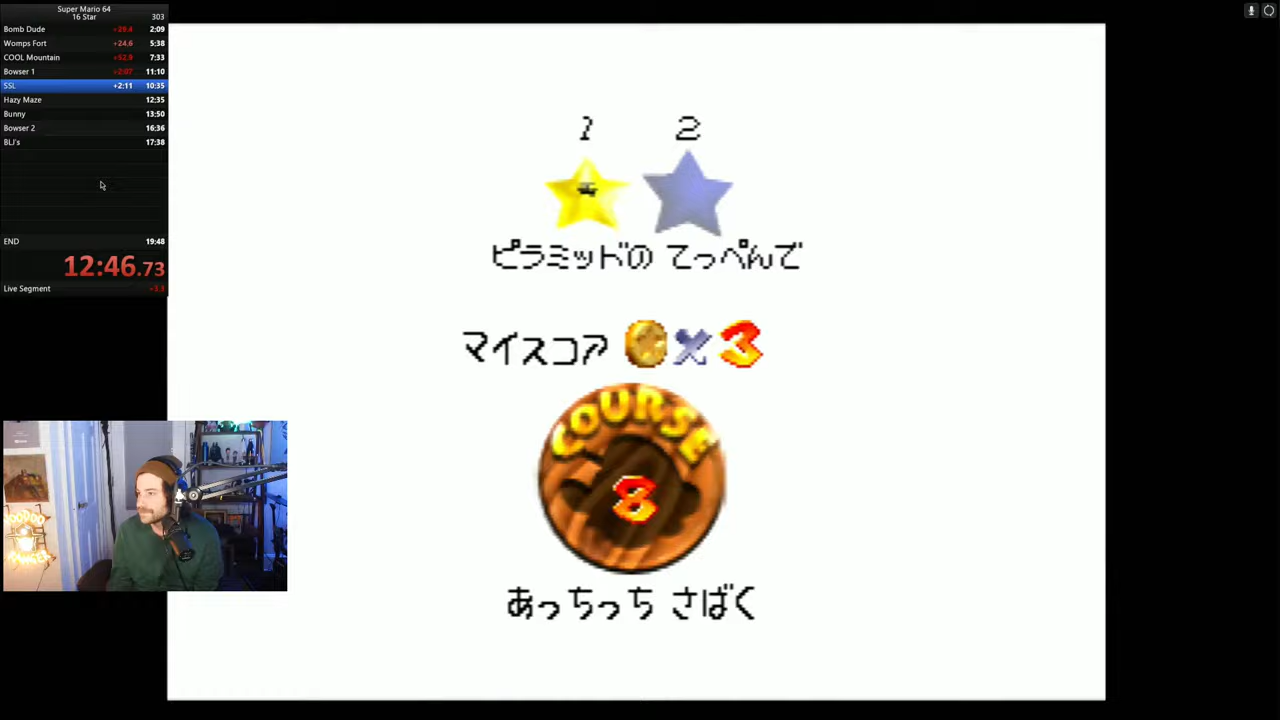 Super Mario 64
16 Star 303
Bomb Dude +28.4 2:09
Womps Fort +24.6 5:38
COOL Mountain +52.9 7:33
Bowser 1 +2:07 11:10
SSL +2:11 10:35
Hazy Maze 12:35
Bunny 13:50
Bowser 2 16:36
BLJ's 17:38
END 19:48
12:46.73
Live Segment
1 2
ピラミッドの てっぺんで
マイスコア × 3
COURSE
8
あっちっち さばく